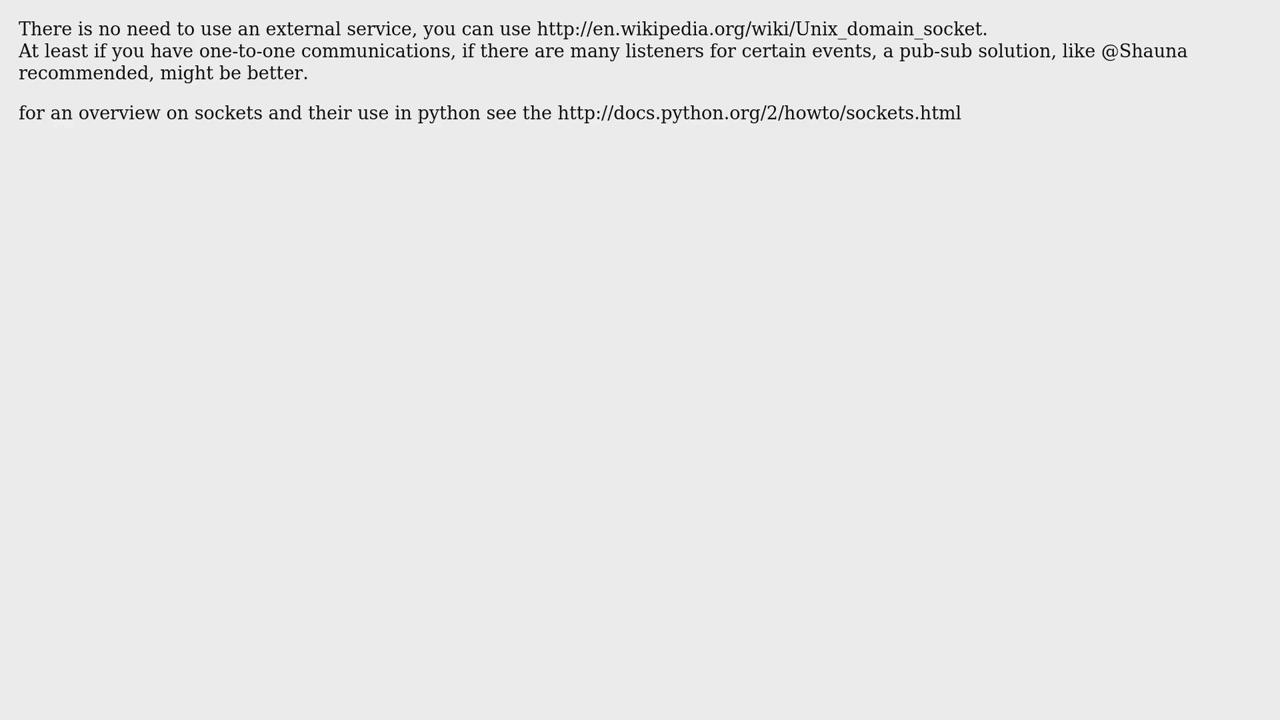 There is no need to use an external service, you can use http://en.wikipedia.org/wiki/Unix_domain_socket.
At least if you have one-to-one communications, if there are many listeners for certain events, a pub-sub solution, like @Shauna
recommended, might be better.
for an overview on sockets and their use in python see the http://docs.python.org/2/howto/sockets.html